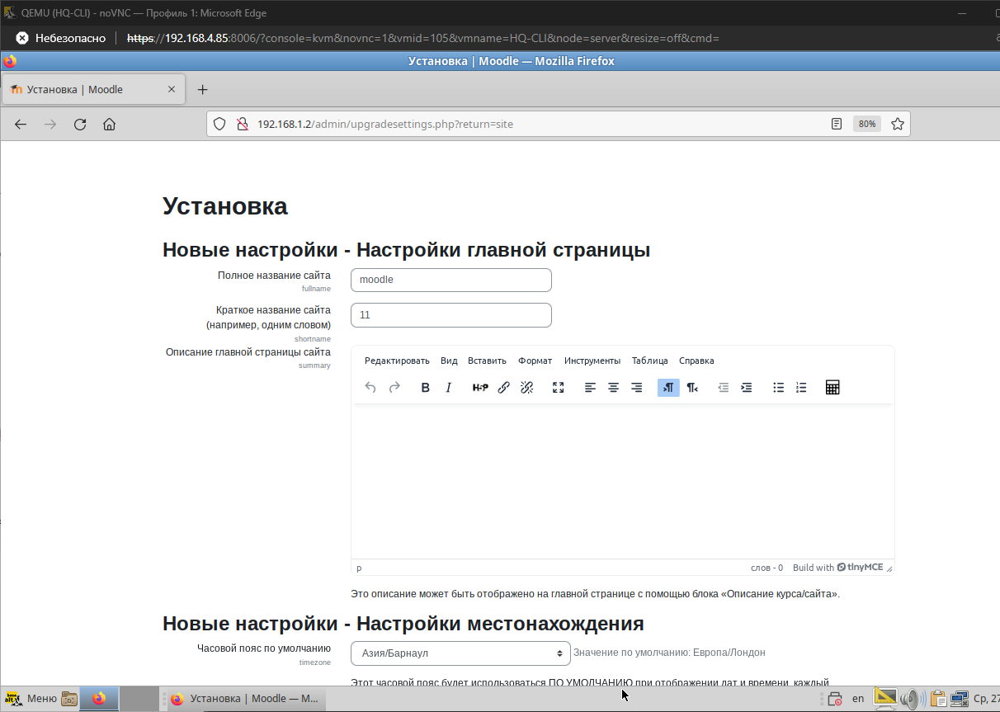 QEMU (HQ-CLI) - noVNC — Профиль 1: Microsoft Edge
Небезопасно https://192.168.4.85:8006/?console=kvm&novnc=1&vmid=105&vmname=HQ-CLI&node=server&resize=off&cmd=
Установка | Moodle — Mozilla Firefox
Установка | Moodle
192.168.1.2/admin/upgradesettings.php?return=site 80%
Установка
Новые настройки - Настройки главной страницы
Полное название сайта
fullname
moodle
Краткое название сайта
(например, одним словом)
shortname
11
Описание главной страницы сайта
summary
Редактировать Вид Вставить Формат Инструменты Таблица Справка
B I H5P
p слов - 0 Build with tinyMCE
Это описание может быть отображено на главной странице с помощью блока «Описание курса/сайта».
Новые настройки - Настройки местонахождения
Часовой пояс по умолчанию
timezone
Азия/Барнаул Значение по умолчанию: Европа/Лондон
Этот часовой пояс будет использоваться ПО УМОЛЧАНИЮ при отображении дат и времени, каждый
Меню Установка | Moodle — M... en Ср, 27